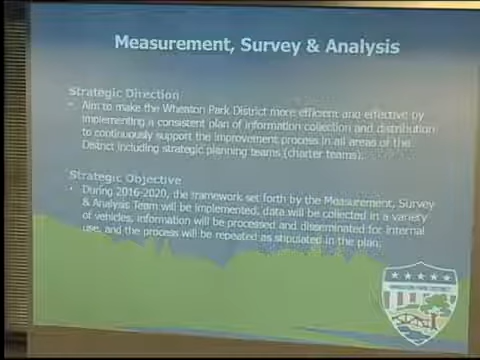 Measurement, Survey & Analysis
Strategic Direction
• Aim to make the Wheaton Park District more efficient and effective by
implementing a consistent plan of information collection and distribution
to continuously support the improvement process in all areas of the
District including strategic planning teams (charter teams).
Strategic Objective
• During 2016-2020, the framework set forth by the Measurement, Survey
& Analysis Team will be implemented, data will be collected in a variety
of vehicles, information will be processed and disseminated for internal
use, and the process will be repeated as stipulated in the plan.
WHEATON PARK DISTRICT